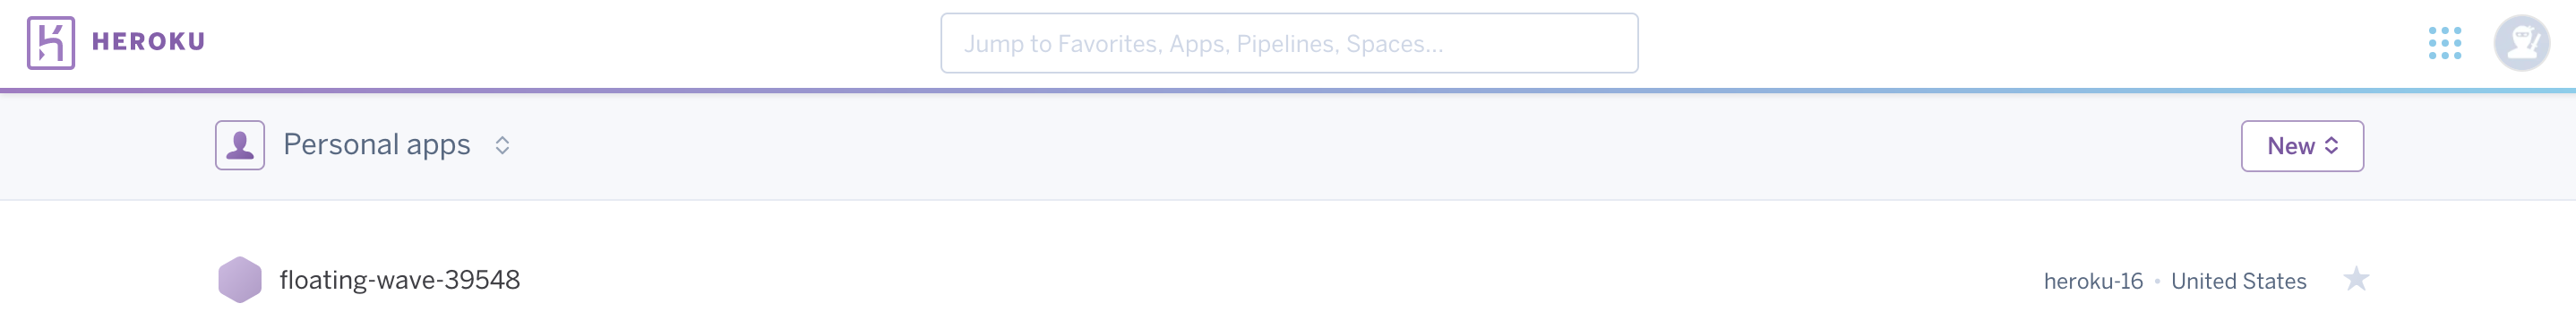 HEROKU
Jump to Favorites, Apps, Pipelines, Spaces...
Personal apps
New
floating-wave-39548
heroku-16 • United States